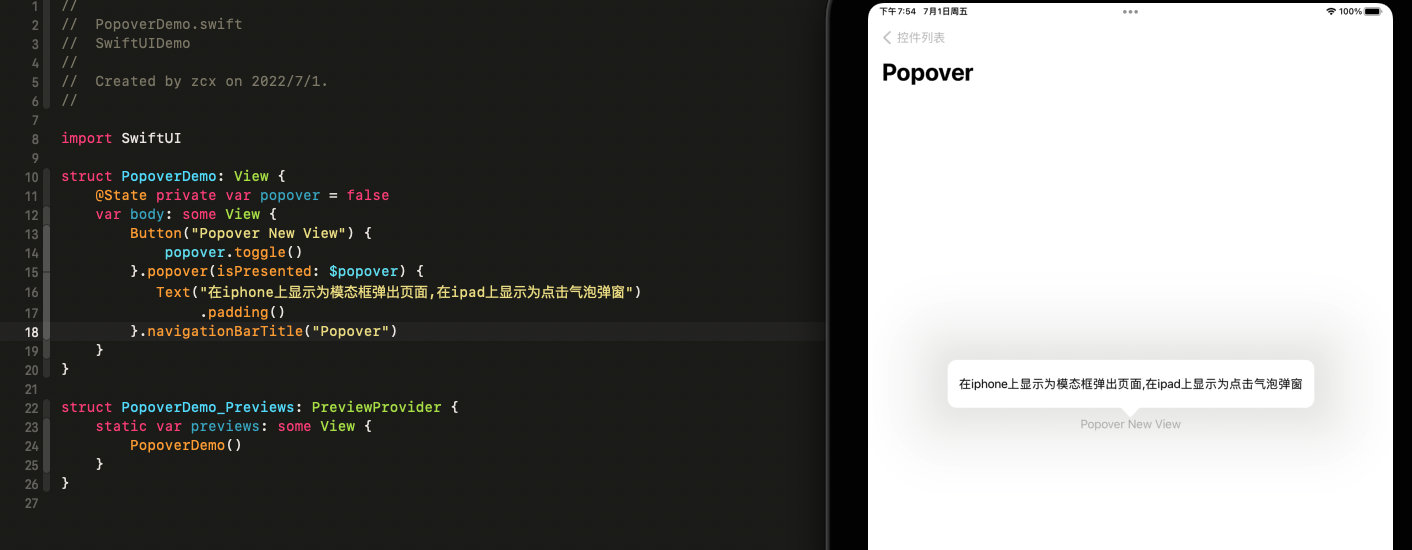 1 //
2 //  PopoverDemo.swift
3 //  SwiftUIDemo
4 //
5 //  Created by zcx on 2022/7/1.
6 //
7
8 import SwiftUI
9
10 struct PopoverDemo: View {
11     @State private var popover = false
12     var body: some View {
13         Button("Popover New View") {
14             popover.toggle()
15         }.popover(isPresented: $popover) {
16            Text("在iphone上显示为模态框弹出页面,在ipad上显示为点击气泡弹窗")
17                 .padding()
18         }.navigationBarTitle("Popover")
19     }
20 }
21
22 struct PopoverDemo_Previews: PreviewProvider {
23     static var previews: some View {
24         PopoverDemo()
25     }
26 }
27
下午7:54 7月1日周五 100%
控件列表
Popover
在iphone上显示为模态框弹出页面,在ipad上显示为点击气泡弹窗
Popover New View